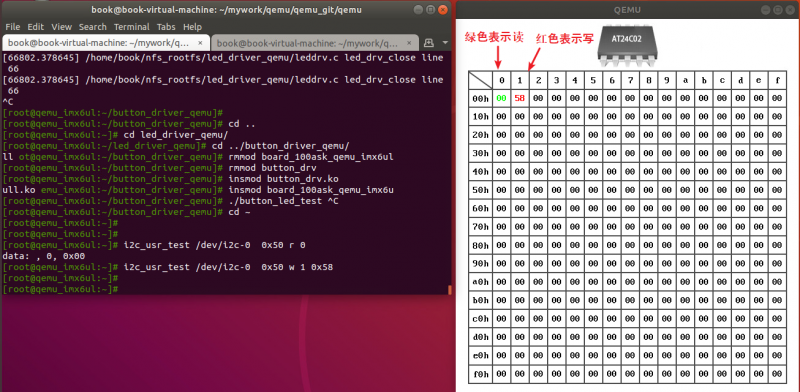 book@book-virtual-machine: ~/mywork/qemu/qemu_git/qemu
File Edit View Search Terminal Tabs Help
book@book-virtual-machine: ~/mywork/q... ×
book@book-virtual-machine: ~/mywork/q... ×
[66802.378645] /home/book/nfs_rootfs/led_driver_qemu/leddrv.c led_drv_close line
66
[66802.378645] /home/book/nfs_rootfs/led_driver_qemu/leddrv.c led_drv_close line
66
^C
[root@qemu_imx6ul:~/button_driver_qemu]#
[root@qemu_imx6ul:~/button_driver_qemu]# cd ..
[root@qemu_imx6ul:~]# cd led_driver_qemu/
[root@qemu_imx6ul:~/led_driver_qemu]# cd ../button_driver_qemu/
ll ot@qemu_imx6ul:~/button_driver_qemu]# rmmod board_100ask_qemu_imx6ul
[root@qemu_imx6ul:~/button_driver_qemu]# rmmod button_drv
[root@qemu_imx6ul:~/button_driver_qemu]# insmod button_drv.ko
ull.ko emu_imx6ul:~/button_driver_qemu]# insmod board_100ask_qemu_imx6u
[root@qemu_imx6ul:~/button_driver_qemu]# ./button_led_test ^C
[root@qemu_imx6ul:~/button_driver_qemu]# cd ~
[root@qemu_imx6ul:~]#
[root@qemu_imx6ul:~]#
[root@qemu_imx6ul:~]# i2c_usr_test /dev/i2c-0 0x50 r 0
data: , 0, 0x00
[root@qemu_imx6ul:~]# i2c_usr_test /dev/i2c-0 0x50 w 1 0x58
[root@qemu_imx6ul:~]#
[root@qemu_imx6ul:~]#
QEMU
绿色表示读
红色表示写
AT24C02
0 1 2 3 4 5 6 7 8 9 a b c d e f
00h 00 58 00 00 00 00 00 00 00 00 00 00 00 00 00 00
10h 00 00 00 00 00 00 00 00 00 00 00 00 00 00 00 00
20h 00 00 00 00 00 00 00 00 00 00 00 00 00 00 00 00
30h 00 00 00 00 00 00 00 00 00 00 00 00 00 00 00 00
40h 00 00 00 00 00 00 00 00 00 00 00 00 00 00 00 00
50h 00 00 00 00 00 00 00 00 00 00 00 00 00 00 00 00
60h 00 00 00 00 00 00 00 00 00 00 00 00 00 00 00 00
70h 00 00 00 00 00 00 00 00 00 00 00 00 00 00 00 00
80h 00 00 00 00 00 00 00 00 00 00 00 00 00 00 00 00
90h 00 00 00 00 00 00 00 00 00 00 00 00 00 00 00 00
a0h 00 00 00 00 00 00 00 00 00 00 00 00 00 00 00 00
b0h 00 00 00 00 00 00 00 00 00 00 00 00 00 00 00 00
c0h 00 00 00 00 00 00 00 00 00 00 00 00 00 00 00 00
d0h 00 00 00 00 00 00 00 00 00 00 00 00 00 00 00 00
e0h 00 00 00 00 00 00 00 00 00 00 00 00 00 00 00 00
f0h 00 00 00 00 00 00 00 00 00 00 00 00 00 00 00 00